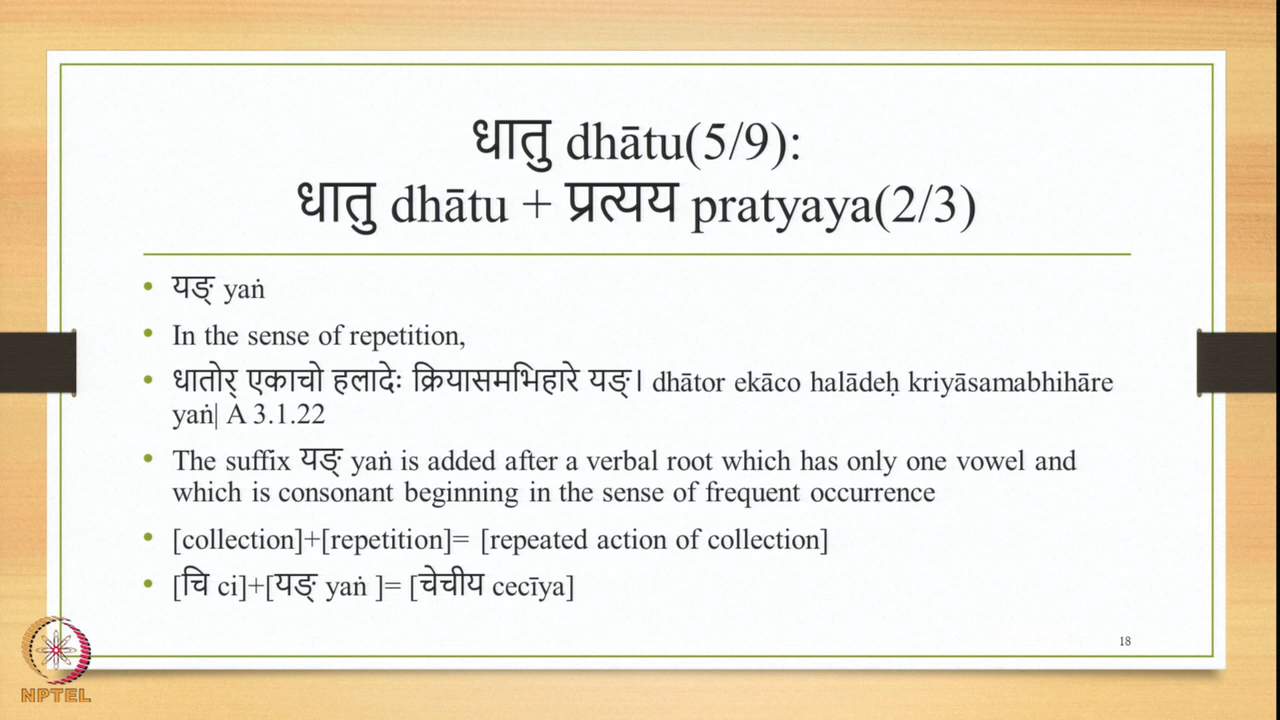 धातु dhātu(5/9):
धातु dhātu + प्रत्यय pratyaya(2/3)
• यङ् yaṅ
• In the sense of repetition,
• धातोर् एकाचो हलादेः क्रियासमभिहारे यङ्। dhātor ekāco halādeḥ kriyāsamabhihāre
yaṅ| A 3.1.22
• The suffix यङ् yaṅ is added after a verbal root which has only one vowel and
which is consonant beginning in the sense of frequent occurrence
• [collection]+[repetition]= [repeated action of collection]
• [चि ci]+[यङ् yaṅ ]= [चेचीय cecīya]
18
NPTEL